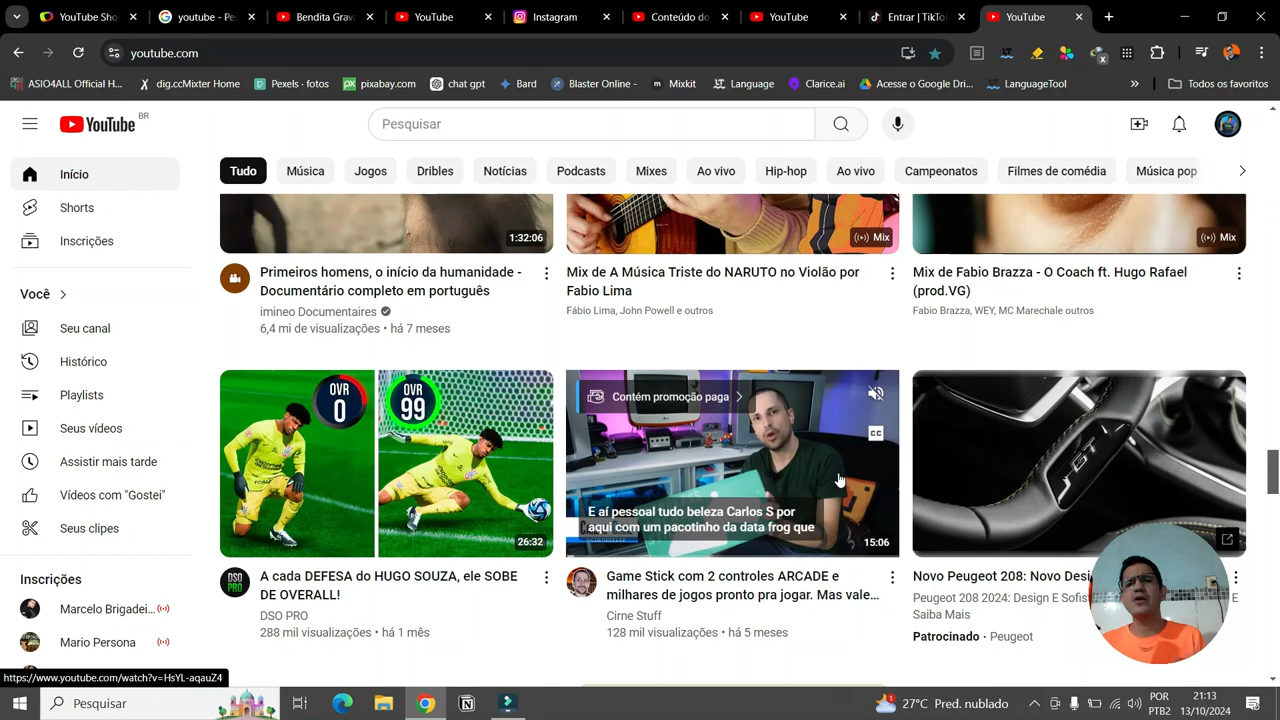 YouTube Sho
youtube - Pe
Bendita Grav
YouTube
Instagram
Conteúdo do
YouTube
Entrar | TikTo
YouTube
youtube.com
ASIO4ALL Official H...
dig.ccMixter Home
Pexels - fotos
pixabay.com
chat gpt
Bard
Blaster Online -
Mixkit
Language
Clarice.ai
Acesse o Google Dri...
LanguageTool
Todos os favoritos
YouTube BR
Pesquisar
Tudo
Música
Jogos
Dribles
Notícias
Podcasts
Mixes
Ao vivo
Hip-hop
Ao vivo
Campeonatos
Filmes de comédia
Música pop
Início
Shorts
Inscrições
Você
Seu canal
Histórico
Playlists
Seus vídeos
Assistir mais tarde
Vídeos com "Gostei"
Seus clipes
Inscrições
Marcelo Brigadei...
Mario Persona
1:32:06
Primeiros homens, o início da humanidade -
Documentário completo em português
imineo Documentaires
6,4 mi de visualizações • há 7 meses
Mix
Mix de A Música Triste do NARUTO no Violão por
Fabio Lima
Fábio Lima, John Powell e outros
Mix
Mix de Fabio Brazza - O Coach ft. Hugo Rafael
(prod.VG)
Fabio Brazza, WEY, MC Marechale outros
OVR
0
OVR
99
26:32
DSO
PRO
A cada DEFESA do HUGO SOUZA, ele SOBE
DE OVERALL!
DSO PRO
288 mil visualizações • há 1 mês
Contém promoção paga
CC
E aí pessoal tudo beleza Carlos S por
aqui com um pacotinho da data frog que
15:06
Game Stick com 2 controles ARCADE e
milhares de jogos pronto pra jogar. Mas vale...
Cirne Stuff
128 mil visualizações • há 5 meses
Novo Peugeot 208: Novo Desi
Peugeot 208 2024: Design E Sofis
Saiba Mais
Patrocinado • Peugeot
https://www.youtube.com/watch?v=HsYL-aqauZ4
Pesquisar
1
27°C Pred. nublado
POR
PTB2
21:13
13/10/2024